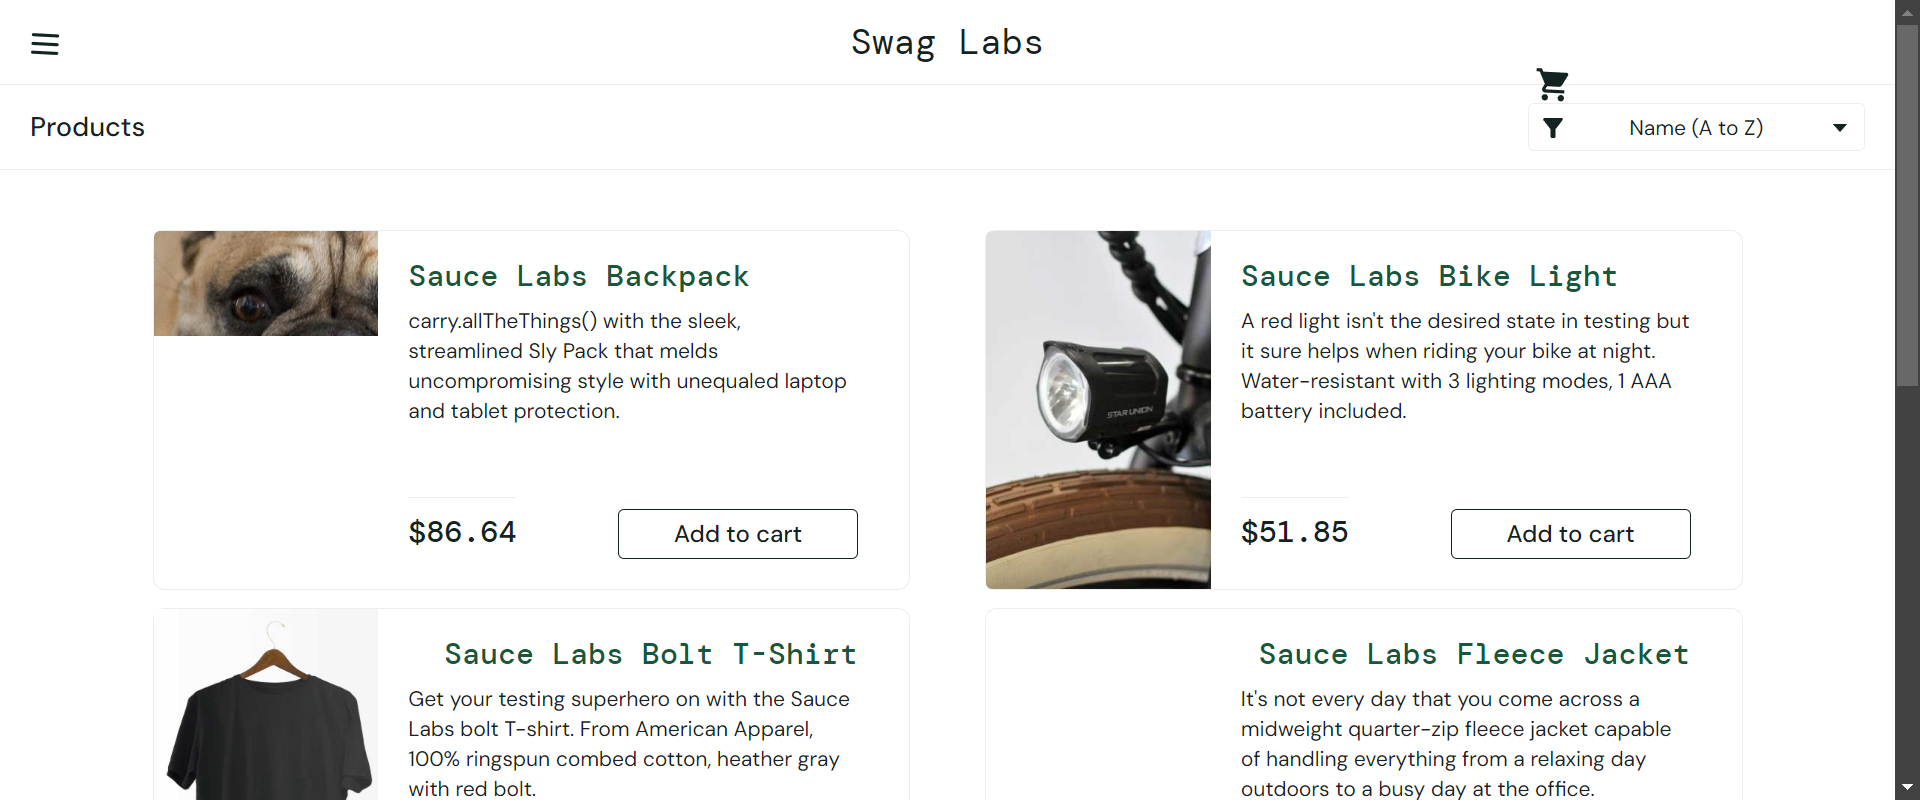 Swag Labs
Products
Name (A to Z)
Sauce Labs Backpack
carry.allTheThings() with the sleek,
streamlined Sly Pack that melds
uncompromising style with unequaled laptop
and tablet protection.
$86.64
Add to cart
Sauce Labs Bike Light
A red light isn't the desired state in testing but
it sure helps when riding your bike at night.
Water-resistant with 3 lighting modes, 1 AAA
battery included.
STAR UNION
$51.85
Add to cart
Sauce Labs Bolt T-Shirt
Get your testing superhero on with the Sauce
Labs bolt T-shirt. From American Apparel,
100% ringspun combed cotton, heather gray
with red bolt.
Sauce Labs Fleece Jacket
It's not every day that you come across a
midweight quarter-zip fleece jacket capable
of handling everything from a relaxing day
outdoors to a busy day at the office.